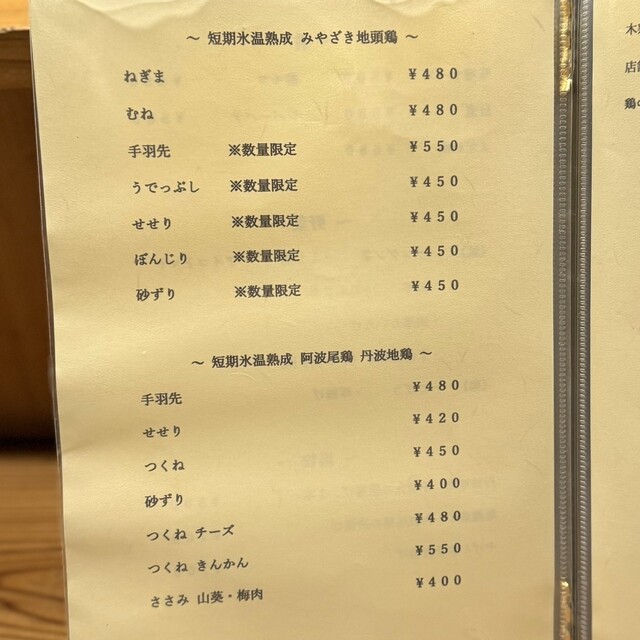 ～ 短期氷温熟成 みやざき地頭鶏 ～
ねぎま ￥480
むね ￥480
手羽先 ※数量限定 ￥550
うでっぷし ※数量限定 ￥450
せせり ※数量限定 ￥450
ぼんじり ※数量限定 ￥450
砂ずり ※数量限定 ￥450
～ 短期氷温熟成 阿波尾鶏 丹波地鶏 ～
手羽先 ￥480
せせり ￥420
つくね ￥450
砂ずり ￥400
つくね チーズ ￥480
つくね きんかん ￥550
ささみ 山葵・梅肉 ￥400
木
店
鶏の